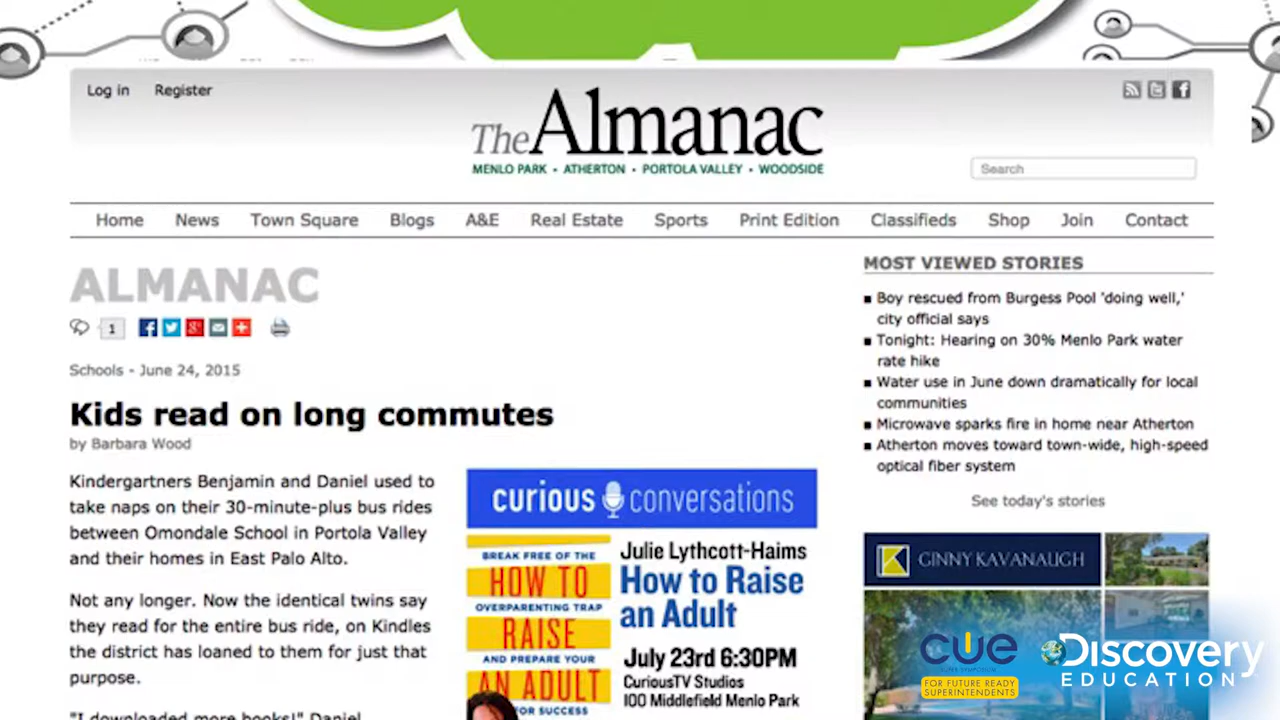 Log in Register
The Almanac
MENLO PARK • ATHERTON • PORTOLA VALLEY • WOODSIDE
Search
Home News Town Square Blogs A&E Real Estate Sports Print Edition Classifieds Shop Join Contact
ALMANAC
1
Schools - June 24, 2015
Kids read on long commutes
by Barbara Wood
Kindergartners Benjamin and Daniel used to
take naps on their 30-minute-plus bus rides
between Omondale School in Portola Valley
and their homes in East Palo Alto.
Not any longer. Now the identical twins say
they read for the entire bus ride, on Kindles
the district has loaned to them for just that
purpose.
"I downloaded more books!" Daniel
curious conversations
BREAK FREE OF THE
HOW TO
OVERPARENTING TRAP
RAISE
AND PREPARE YOUR
AN ADULT
FOR SUCCESS
Julie Lythcott-Haims
How to Raise
an Adult
July 23rd 6:30PM
CuriousTV Studios
100 Middlefield Menlo Park
MOST VIEWED STORIES
Boy rescued from Burgess Pool 'doing well,'
city official says
Tonight: Hearing on 30% Menlo Park water
rate hike
Water use in June down dramatically for local
communities
Microwave sparks fire in home near Atherton
Atherton moves toward town-wide, high-speed
optical fiber system
See today's stories
GINNY KAVANAUGH
CUE
SUPER SYMPOSIUM
FOR FUTURE READY
SUPERINTENDENTS
Discovery
EDUCATION